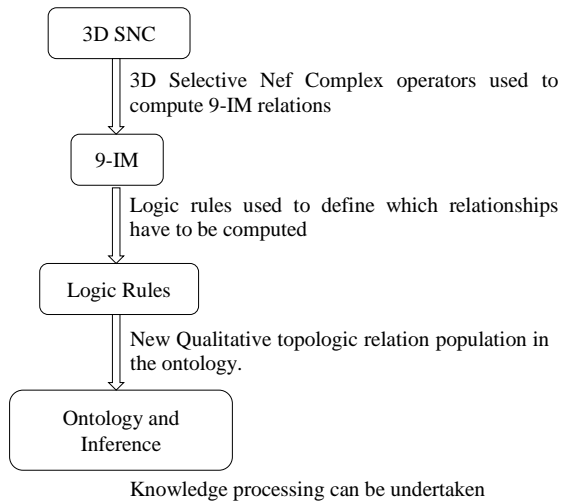 3D SNC
3D Selective Nef Complex operators used to
compute 9-IM relations
9-IM
Logic rules used to define which relationships
have to be computed
Logic Rules
New Qualitative topologic relation population in
the ontology.
Ontology and
Inference
Knowledge processing can be undertaken